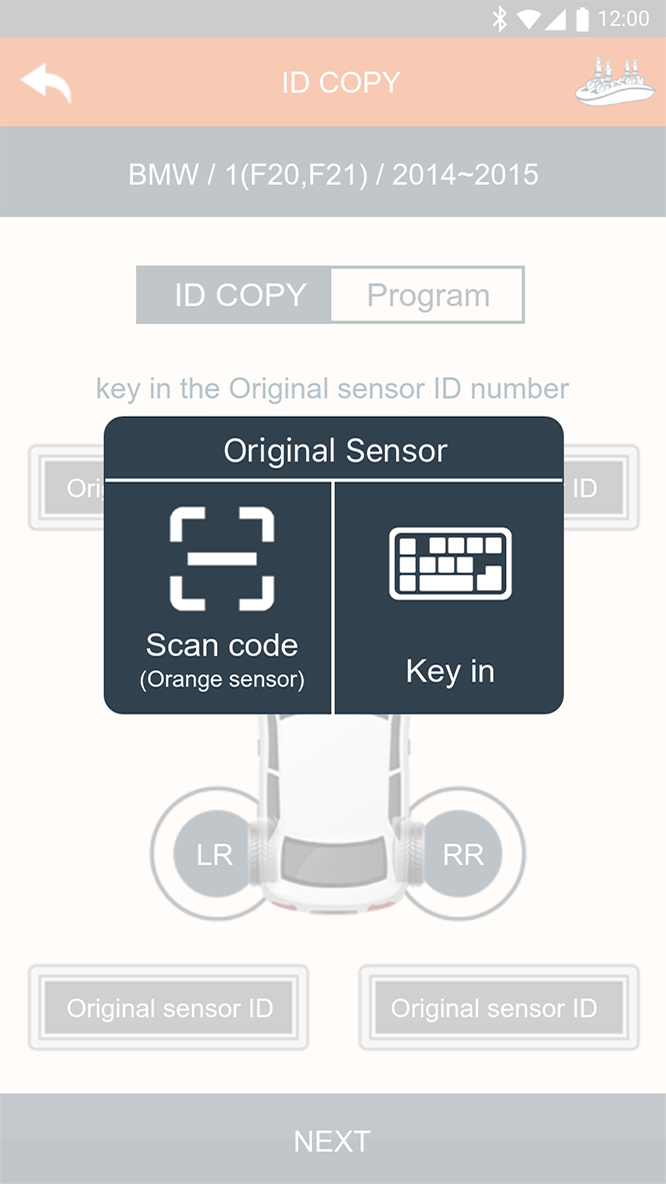 12:00
ID COPY
BMW / 1(F20,F21) / 2014~2015
ID COPY
Program
key in the Original sensor ID number
Original Sensor
Ori
ID
Scan code
(Orange sensor)
Key in
LR
RR
Original sensor ID
Original sensor ID
NEXT